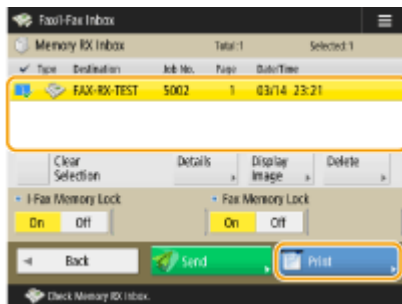 Fax/I-Fax Inbox
Memory RX Inbox Total:1 Selected:1
Type Destination Job No. Page Date/Time
FAX-RX-TEST 5002 1 03/14 23:21
Clear Selection Details Display Image Delete
I-Fax Memory Lock Fax Memory Lock
On Off On Off
Back Send Print
Check Memory RX Inbox.